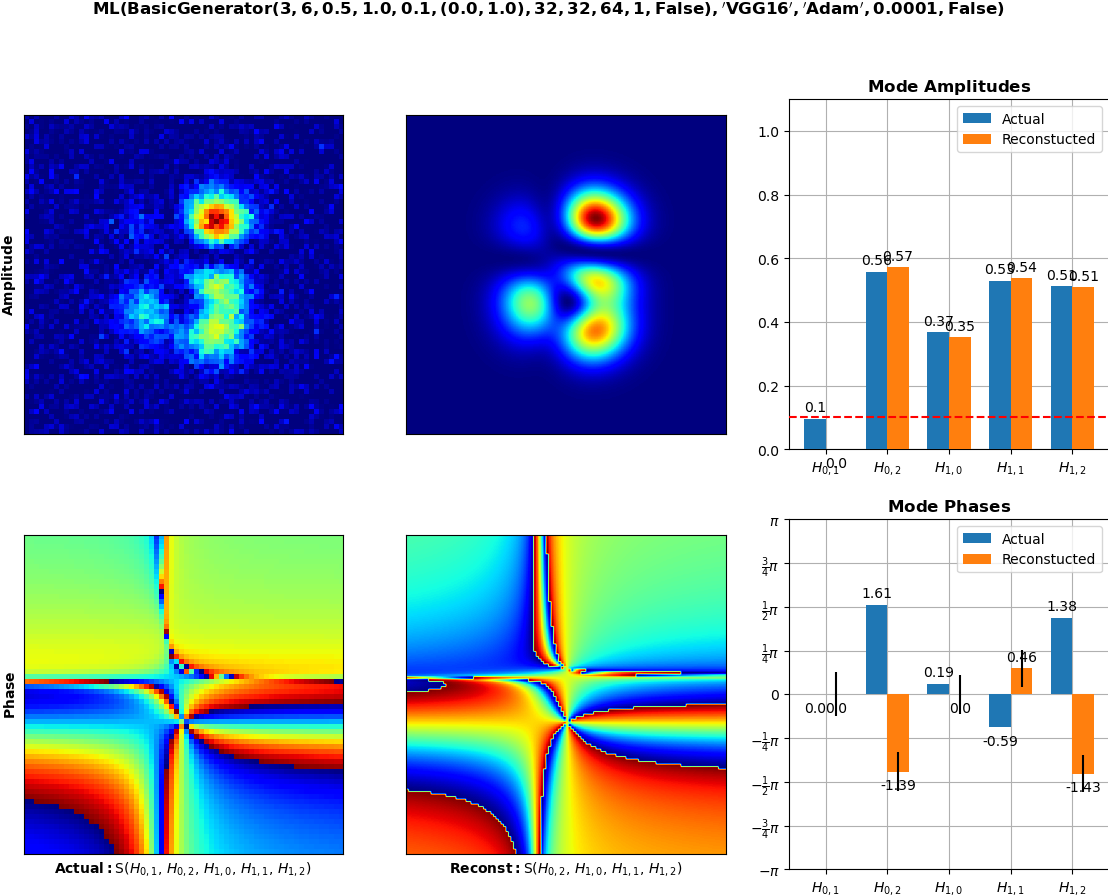 ML(BasicGenerator(3, 6, 0.5, 1.0, 0.1, (0.0, 1.0), 32, 32, 64, 1, False), ′VGG16′, ′Adam′, 0.0001, False)
Amplitude
Mode Amplitudes
Actual
Reconstucted
1.0
0.8
0.6
0.4
0.2
0.0
0.1
0.0
0.56
0.57
0.37
0.35
0.53
0.54
0.51
0.51
H0,1 H0,2 H1,0 H1,1 H1,2
Phase
Mode Phases
Actual
Reconstucted
π
3/4π
1/2π
1/4π
0
−1/4π
−1/2π
−3/4π
−π
0.0
0.0
1.61
-1.39
0.19
0.0
-0.59
0.46
1.38
-1.43
H0,1 H0,2 H1,0 H1,1 H1,2
Actual: S(H0,1, H0,2, H1,0, H1,1, H1,2)
Reconst: S(H0,2, H1,0, H1,1, H1,2)